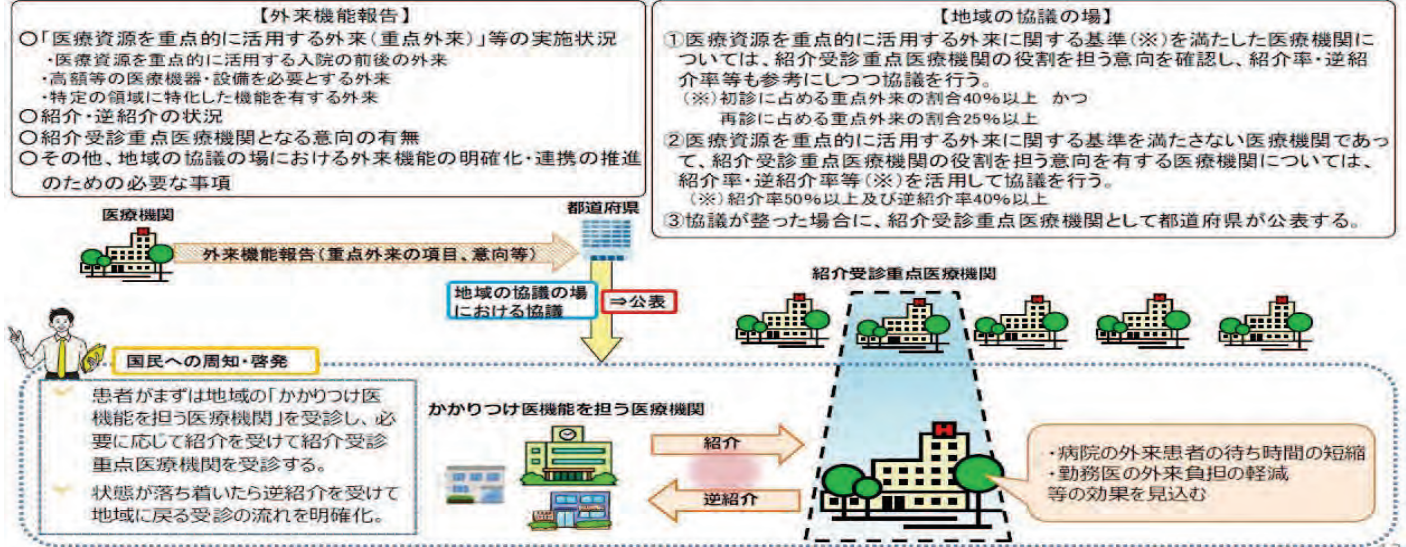 【外来機能報告】
○「医療資源を重点的に活用する外来(重点外来)」等の実施状況
・医療資源を重点的に活用する入院の前後の外来
・高額等の医療機器・設備を必要とする外来
・特定の領域に特化した機能を有する外来
○紹介・逆紹介の状況
○紹介受診重点医療機関となる意向の有無
○その他、地域の協議の場における外来機能の明確化・連携の推進
のための必要な事項
【地域の協議の場】
①医療資源を重点的に活用する外来に関する基準(※)を満たした医療機関に
ついては、紹介受診重点医療機関の役割を担う意向を確認し、紹介率・逆紹
介率等も参考にしつつ協議を行う。
(※)初診に占める重点外来の割合40%以上 かつ
再診に占める重点外来の割合25%以上
②医療資源を重点的に活用する外来に関する基準を満たさない医療機関であっ
て、紹介受診重点医療機関の役割を担う意向を有する医療機関については、
紹介率・逆紹介率等(※)を活用して協議を行う。
(※)紹介率50%以上及び逆紹介率40%以上
③協議が整った場合に、紹介受診重点医療機関として都道府県が公表する。
医療機関
都道府県
外来機能報告(重点外来の項目、意向等)
地域の協議の場
における協議
⇒公表
紹介受診重点医療機関
H
H
H
H
H
H
国民への周知・啓発
患者がまずは地域の「かかりつけ医
機能を担う医療機関」を受診し、必
要に応じて紹介を受けて紹介受診
重点医療機関を受診する。
状態が落ち着いたら逆紹介を受けて
地域に戻る受診の流れを明確化。
かかりつけ医機能を担う医療機関
紹介
逆紹介
H
・病院の外来患者の待ち時間の短縮
・勤務医の外来負担の軽減
等の効果を見込む